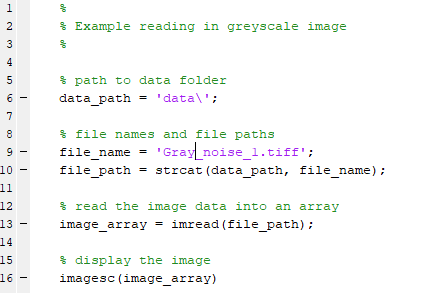 1 %
2 % Example reading in greyscale image
3 %
4
5 % path to data folder
6 – data_path = 'data\';
7
8 % file names and file paths
9 – file_name = 'Gray_noise_1.tiff';
10 – file_path = strcat(data_path, file_name);
11
12 % read the image data into an array
13 – image_array = imread(file_path);
14
15 % display the image
16 – imagesc(image_array)